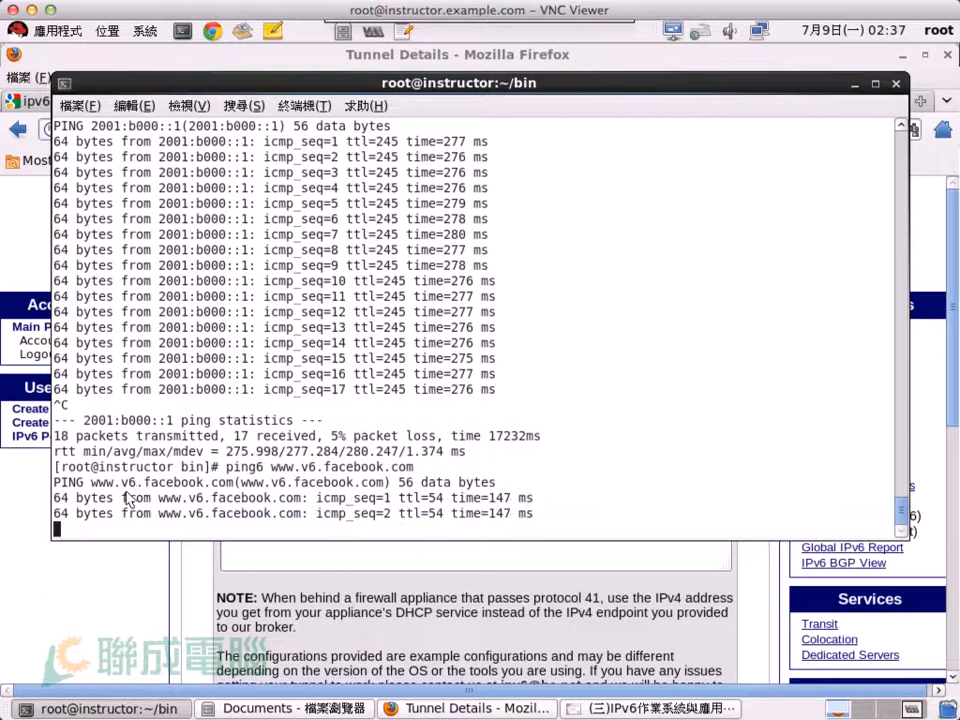 root@instructor.example.com – VNC Viewer
應用程式 位置 系統
7月9日(一) 02:37 root
Tunnel Details - Mozilla Firefox
檔案 (F)
root@instructor:~/bin
檔案(F) 編輯(E) 檢視(V) 搜尋(S) 終端機(T) 求助(H)
ipv6
Most
PING 2001:b000::1(2001:b000::1) 56 data bytes
64 bytes from 2001:b000::1: icmp_seq=1 ttl=245 time=277 ms
64 bytes from 2001:b000::1: icmp_seq=2 ttl=245 time=276 ms
64 bytes from 2001:b000::1: icmp_seq=3 ttl=245 time=276 ms
64 bytes from 2001:b000::1: icmp_seq=4 ttl=245 time=276 ms
64 bytes from 2001:b000::1: icmp_seq=5 ttl=245 time=279 ms
64 bytes from 2001:b000::1: icmp_seq=6 ttl=245 time=278 ms
64 bytes from 2001:b000::1: icmp_seq=7 ttl=245 time=280 ms
64 bytes from 2001:b000::1: icmp_seq=8 ttl=245 time=277 ms
64 bytes from 2001:b000::1: icmp_seq=9 ttl=245 time=278 ms
64 bytes from 2001:b000::1: icmp_seq=10 ttl=245 time=276 ms
64 bytes from 2001:b000::1: icmp_seq=11 ttl=245 time=277 ms
64 bytes from 2001:b000::1: icmp_seq=12 ttl=245 time=277 ms
64 bytes from 2001:b000::1: icmp_seq=13 ttl=245 time=276 ms
64 bytes from 2001:b000::1: icmp_seq=14 ttl=245 time=276 ms
64 bytes from 2001:b000::1: icmp_seq=15 ttl=245 time=275 ms
64 bytes from 2001:b000::1: icmp_seq=16 ttl=245 time=277 ms
64 bytes from 2001:b000::1: icmp_seq=17 ttl=245 time=276 ms
^C
--- 2001:b000::1 ping statistics ---
18 packets transmitted, 17 received, 5% packet loss, time 17232ms
rtt min/avg/max/mdev = 275.998/277.284/280.247/1.374 ms
[root@instructor bin]# ping6 www.v6.facebook.com
PING www.v6.facebook.com(www.v6.facebook.com) 56 data bytes
64 bytes from www.v6.facebook.com: icmp_seq=1 ttl=54 time=147 ms
64 bytes from www.v6.facebook.com: icmp_seq=2 ttl=54 time=147 ms
Acc
Main P
Accou
Logo
Use
Create
Create
IPv6 P
Global IPv6 Report
IPv6 BGP View
Services
Transit
Colocation
Dedicated Servers
NOTE: When behind a firewall appliance that passes protocol 41, use the IPv4 address
you get from your appliance's DHCP service instead of the IPv4 endpoint you provided
to our broker.
The configurations provided are example configurations and may be different
depending on the version of the OS or the tools you are using. If you have any issues
聯成電腦
root@instructor:~/bin
Documents - 檔案瀏覽器
Tunnel Details - Mozil...
(三)IPv6作業系統與應用·...